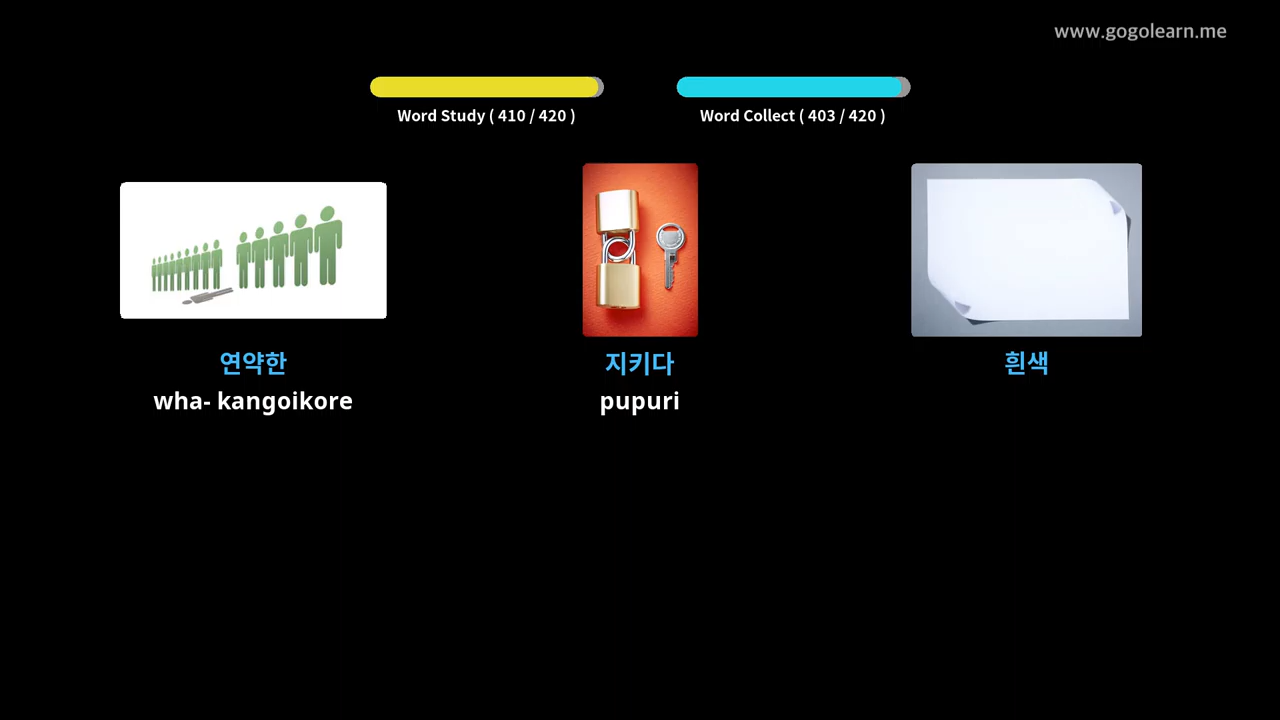 www.gogolearn.me
Word Study ( 410 / 420 )
Word Collect ( 403 / 420 )
연약한
wha- kangoikore
지키다
pupuri
흰색